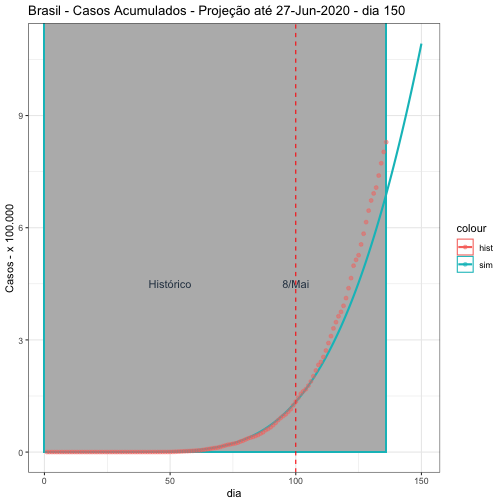 Brasil - Casos Acumulados - Projeção até 27-Jun-2020 - dia 150
Casos - x 100.000
9
6
3
0
Histórico
8/Mai
0
50
100
150
dia
colour
hist
sim